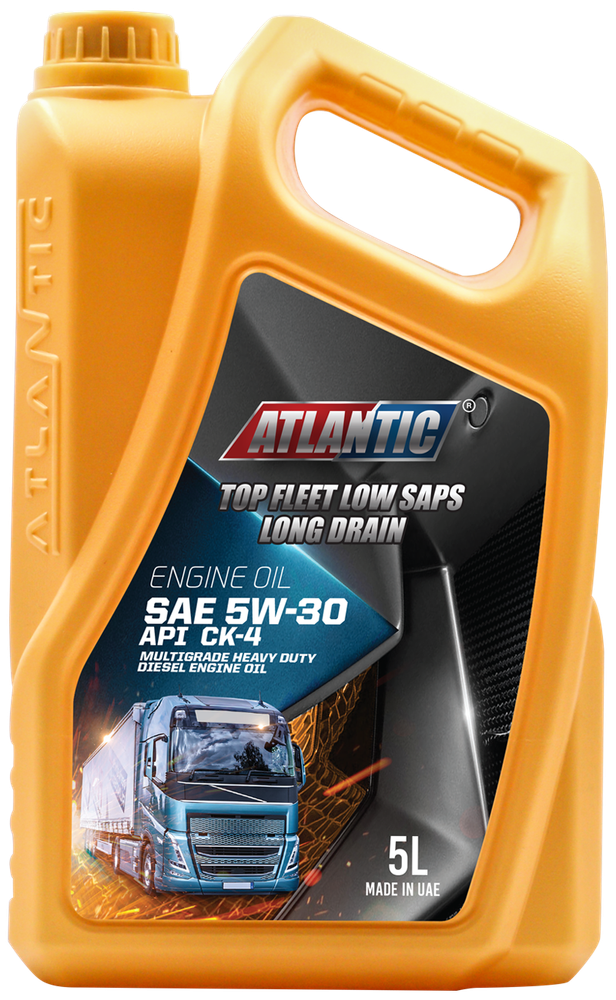 ATLANTIC
ATLANTIC ®
TOP FLEET LOW SAPS
LONG DRAIN
ENGINE OIL
SAE 5W-30
API CK-4
MULTIGRADE HEAVY DUTY
DIESEL ENGINE OIL
5L
MADE IN UAE